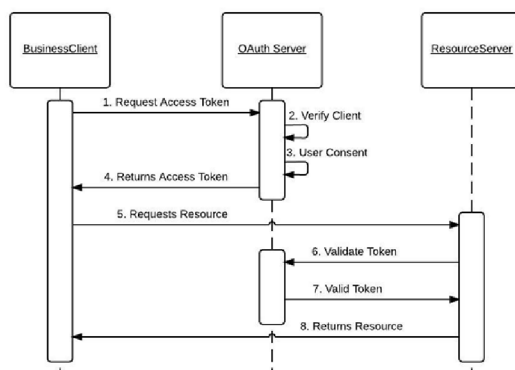 BusinessClient
OAuth Server
ResourceServer
1. Request Access Token
2. Verify Client
3. User Consent
4. Returns Access Token
5. Requests Resource
6. Validate Token
7. Valid Token
8. Returns Resource